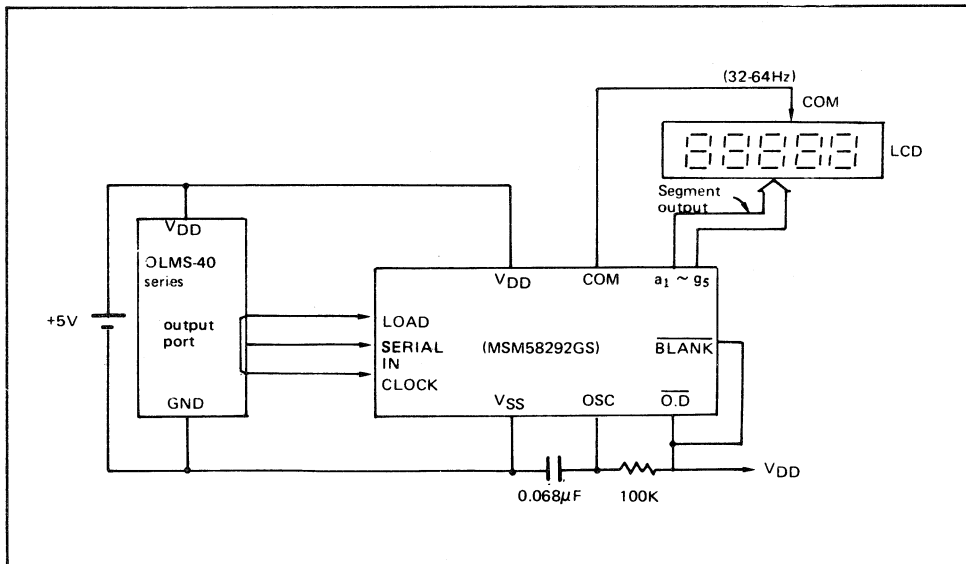 (32-64Hz)
COM
LCD
Segment
output
VDD
OLMS-40
series
output
port
GND
+5V
VDD
COM
a1 ~ g5
LOAD
SERIAL
IN
CLOCK
(MSM58292GS)
BLANK
VSS
OSC
O.D
VDD
0.068μF
100K